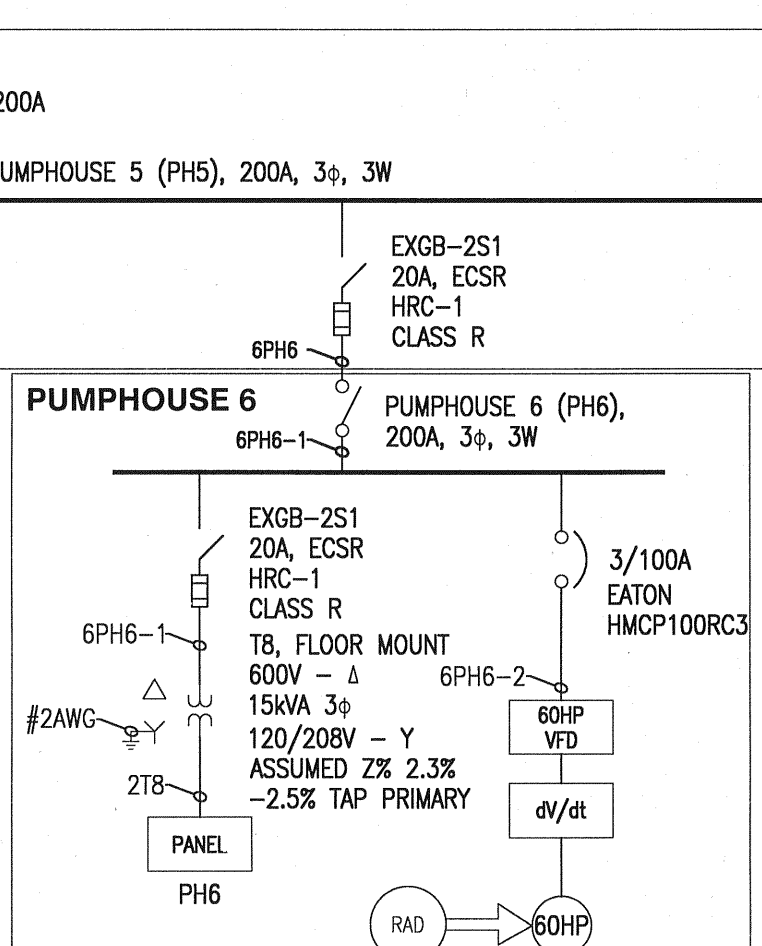 200A
UMPHOUSE 5 (PH5), 200A, 3ϕ, 3W
EXGB-2S1
20A, ECSR
HRC-1
CLASS R
6PH6
PUMPHOUSE 6
PUMPHOUSE 6 (PH6),
200A, 3ϕ, 3W
6PH6-1
EXGB-2S1
20A, ECSR
HRC-1
CLASS R
6PH6-1
T8, FLOOR MOUNT
600V - Δ
15kVA 3ϕ
120/208V - Y
ASSUMED Z% 2.3%
-2.5% TAP PRIMARY
#2AWG
2T8
PANEL
PH6
3/100A
EATON
HMCP100RC3
6PH6-2
60HP
VFD
dV/dt
RAD
60HP